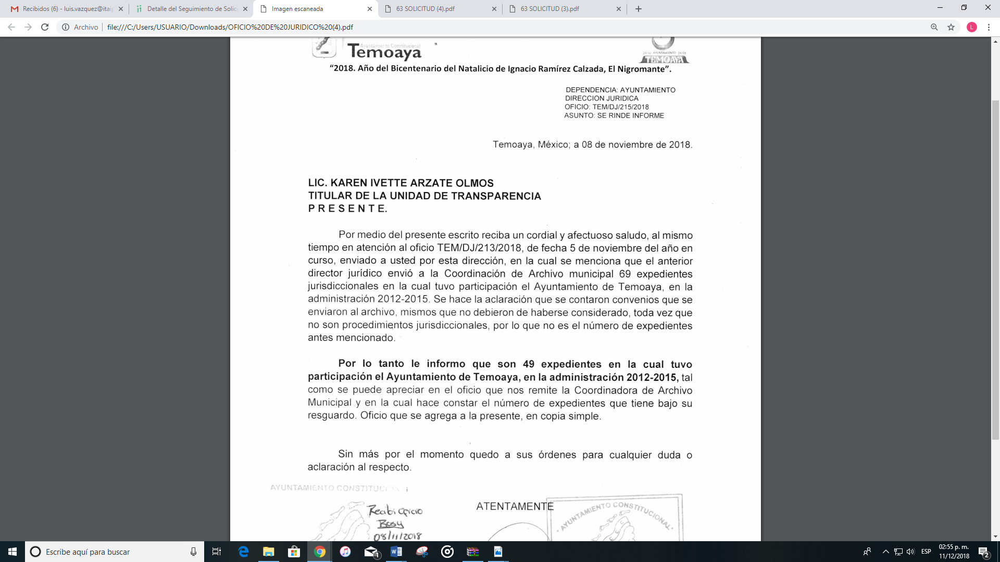 Recibidos (6) - luis.vazquez@itaip
Detalle del Seguimiento de Solici
Imagen escaneada
63 SOLICITUD (4).pdf
63 SOLICITUD (3).pdf
Archivo
file:///C:/Users/USUARIO/Downloads/OFICIO%20DE%20JURIDICO%20(4).pdf
L
Ayuntamiento Constitucional
Temoaya
2016 AYUNTAMIENTO 2018
TEMOAYA
“2018. Año del Bicentenario del Natalicio de Ignacio Ramírez Calzada, El Nigromante”.
DEPENDENCIA: AYUNTAMIENTO
DIRECCION JURIDICA
OFICIO: TEM/DJ/215/2018
ASUNTO: SE RINDE INFORME
Temoaya, México; a 08 de noviembre de 2018.
LIC. KAREN IVETTE ARZATE OLMOS
TITULAR DE LA UNIDAD DE TRANSPARENCIA
P R E S E N T E.
Por medio del presente escrito reciba un cordial y afectuoso saludo, al mismo
tiempo en atención al oficio TEM/DJ/213/2018, de fecha 5 de noviembre del año en
curso, enviado a usted por esta dirección, en la cual se menciona que el anterior
director jurídico envió a la Coordinación de Archivo municipal 69 expedientes
jurisdiccionales en la cual tuvo participación el Ayuntamiento de Temoaya, en la
administración 2012-2015. Se hace la aclaración que se contaron convenios que se
enviaron al archivo, mismos que no debieron de haberse considerado, toda vez que
no son procedimientos jurisdiccionales, por lo que no es el número de expedientes
antes mencionado.
Por lo tanto le informo que son 49 expedientes en la cual tuvo
participación el Ayuntamiento de Temoaya, en la administración 2012-2015, tal
como se puede apreciar en el oficio que nos remite la Coordinadora de Archivo
Municipal y en la cual hace constar el número de expedientes que tiene bajo su
resguardo. Oficio que se agrega a la presente, en copia simple.
Sin más por el momento quedo a sus órdenes para cualquier duda o
aclaración al respecto.
AYUNTAMIENTO
Recibi oficio
Rosy
08/11/2018
ATENTAMENTE
AYUNTAMIENTO CONSTITUCIONAL
Escribe aquí para buscar
1
ESP
02:55 p. m.
11/12/2018
2